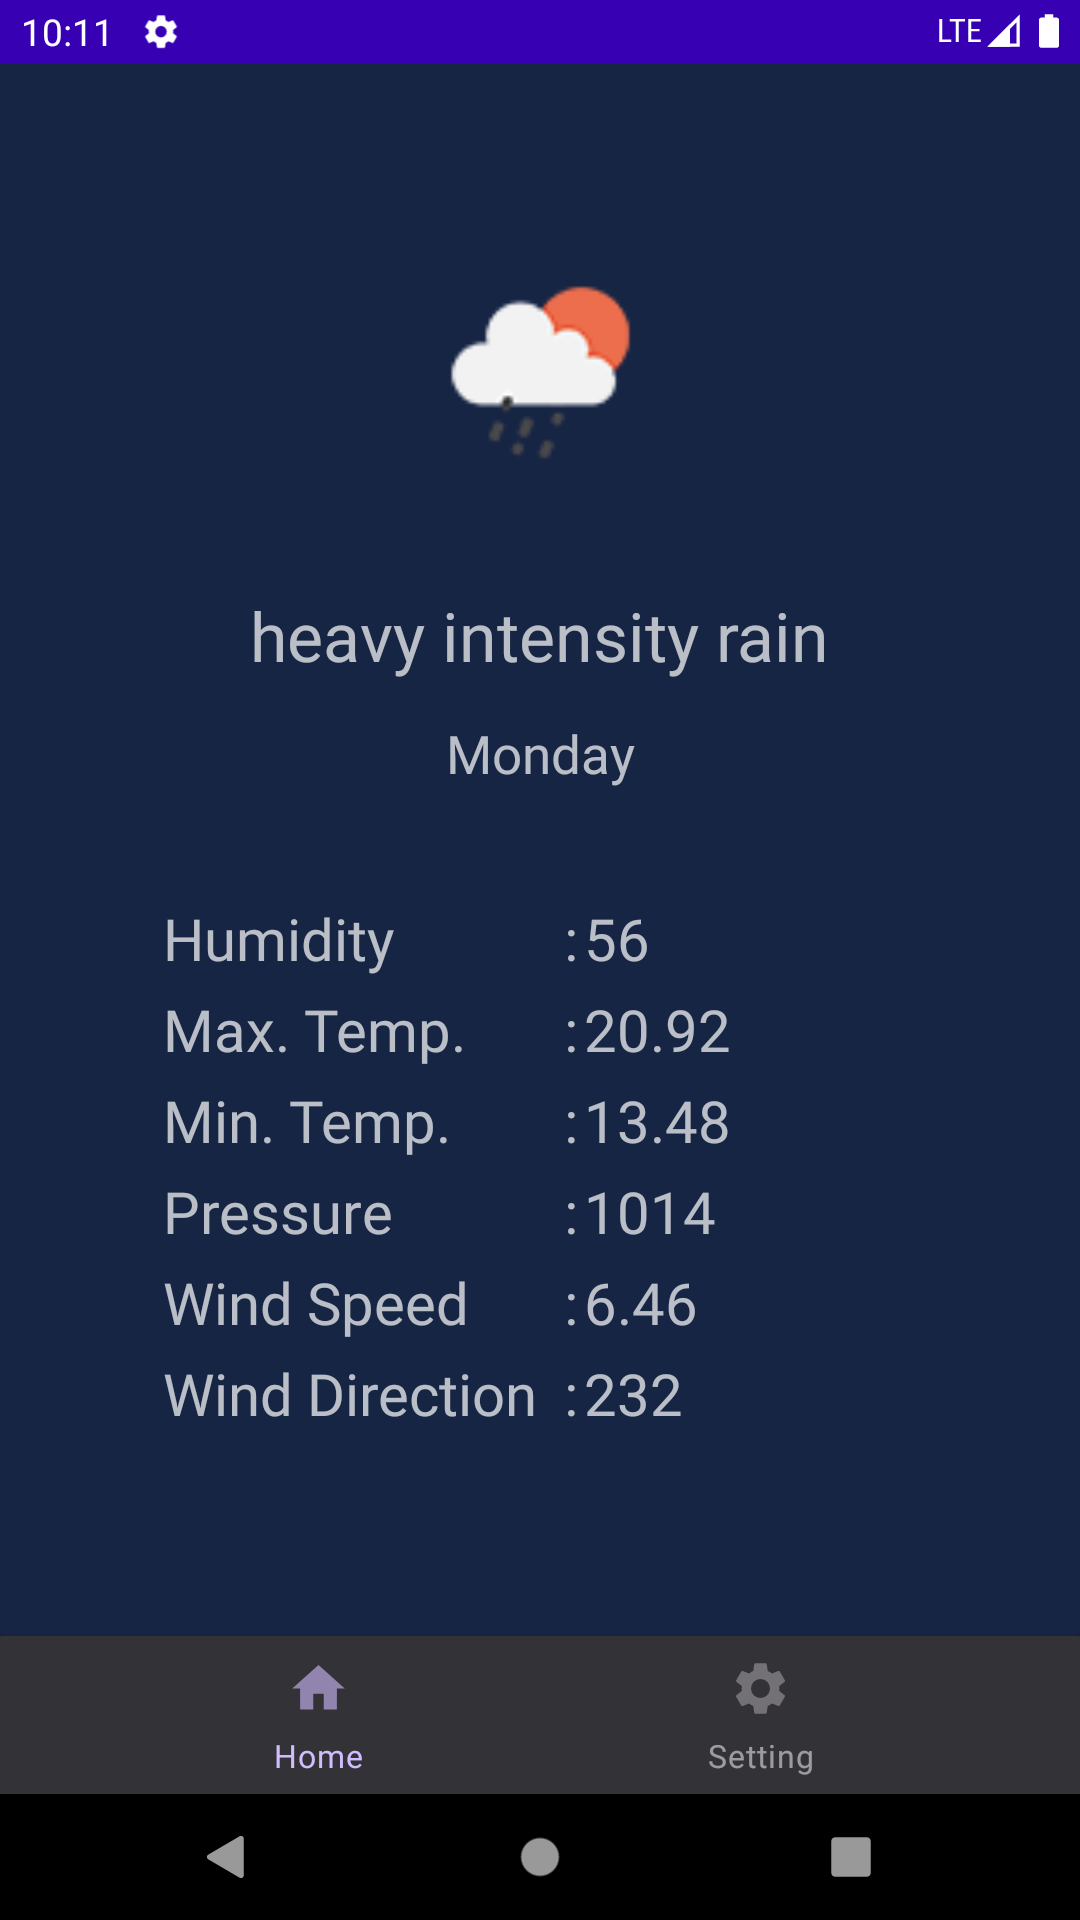 10:11 LTE
heavy intensity rain
Monday
Humidity :56
Max. Temp. :20.92
Min. Temp. :13.48
Pressure :1014
Wind Speed :6.46
Wind Direction :232
Home Setting